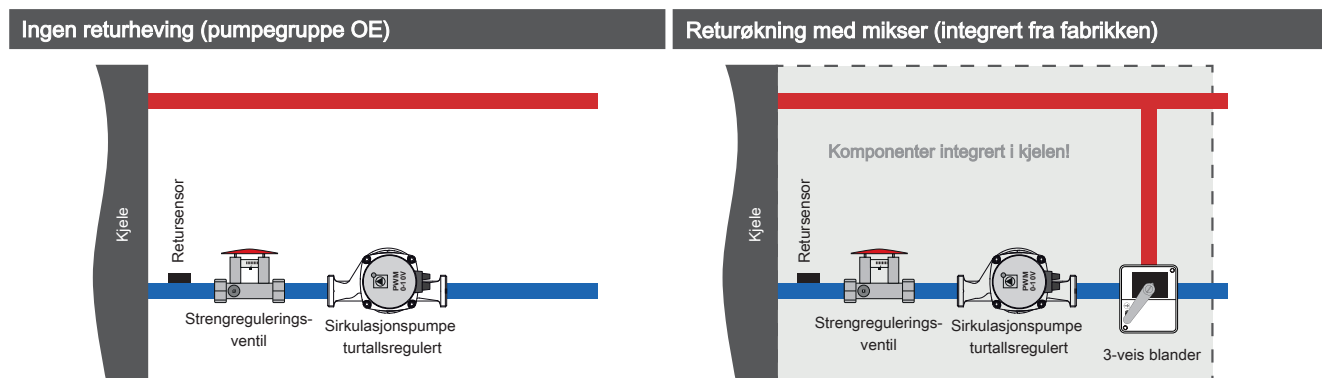 Ingen returheving (pumpegruppe OE)
Kjele
Retursensor
PWM
0-10V
Strengregulerings-
ventil
Sirkulasjonspumpe
turtallsregulert
Returøkning med mikser (integrert fra fabrikken)
Komponenter integrert i kjelen!
Kjele
Retursensor
PWM
0-10V
Strengregulerings-
ventil
Sirkulasjonspumpe
turtallsregulert
3-veis blander